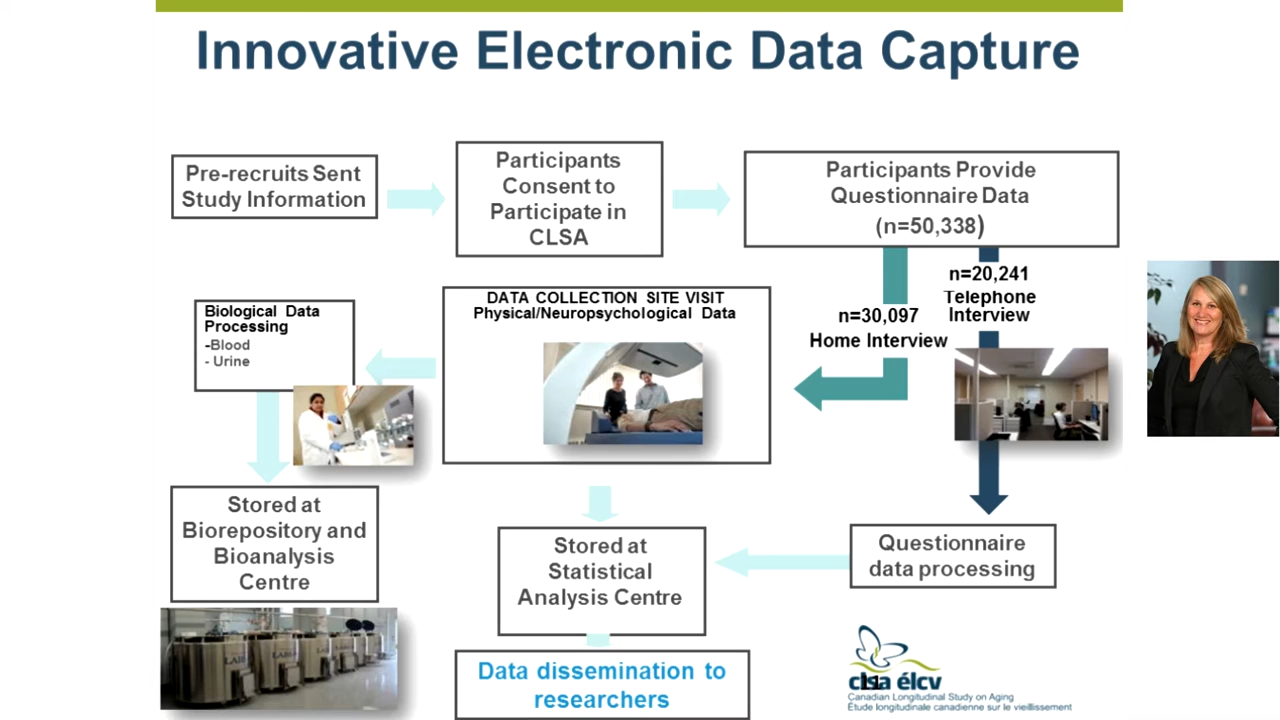 Innovative Electronic Data Capture
Pre-recruits Sent
Study Information
Participants
Consent to
Participate in
CLSA
Participants Provide
Questionnaire Data
(n=50,338)
n=20,241
Telephone
Interview
n=30,097
Home Interview
DATA COLLECTION SITE VISIT
Physical/Neuropsychological Data
Biological Data
Processing
-Blood
- Urine
Stored at
Biorepository and
Bioanalysis
Centre
Stored at
Statistical
Analysis Centre
Questionnaire
data processing
Data dissemination to
researchers
clsa élcv
11
Canadian Longitudinal Study on Aging
Étude longitudinale canadienne sur le vieillissement